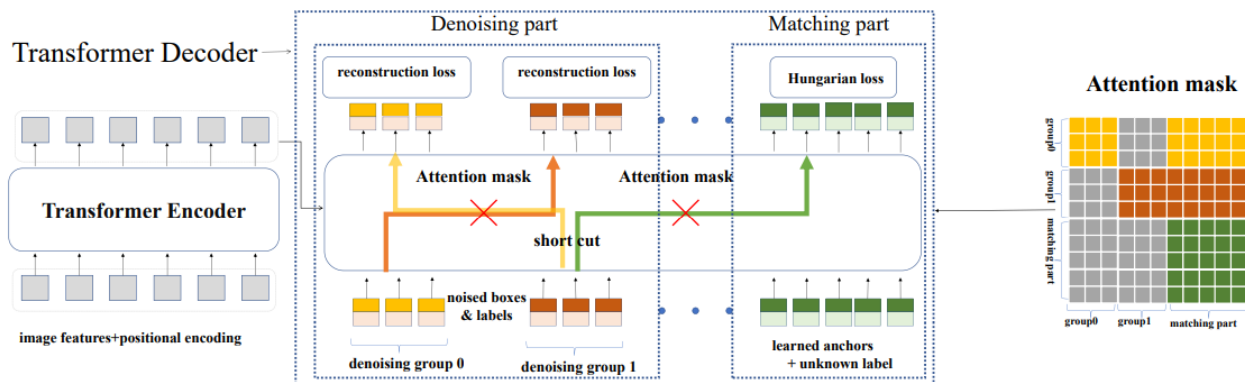 Transformer Decoder
Denoising part
Matching part
reconstruction loss
reconstruction loss
Hungarian loss
Transformer Encoder
Attention mask
Attention mask
short cut
noised boxes
& labels
image features+positional encoding
denoising group 0
denoising group 1
learned anchors
+ unknown label
Attention mask
group0
group1
matching
part
group0
group1
matching part